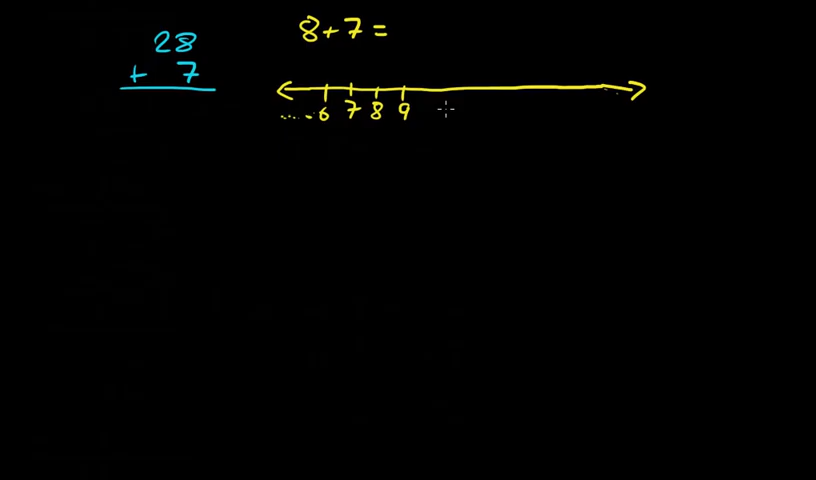 28
+ 7
8+7=
.....6 7 8 9